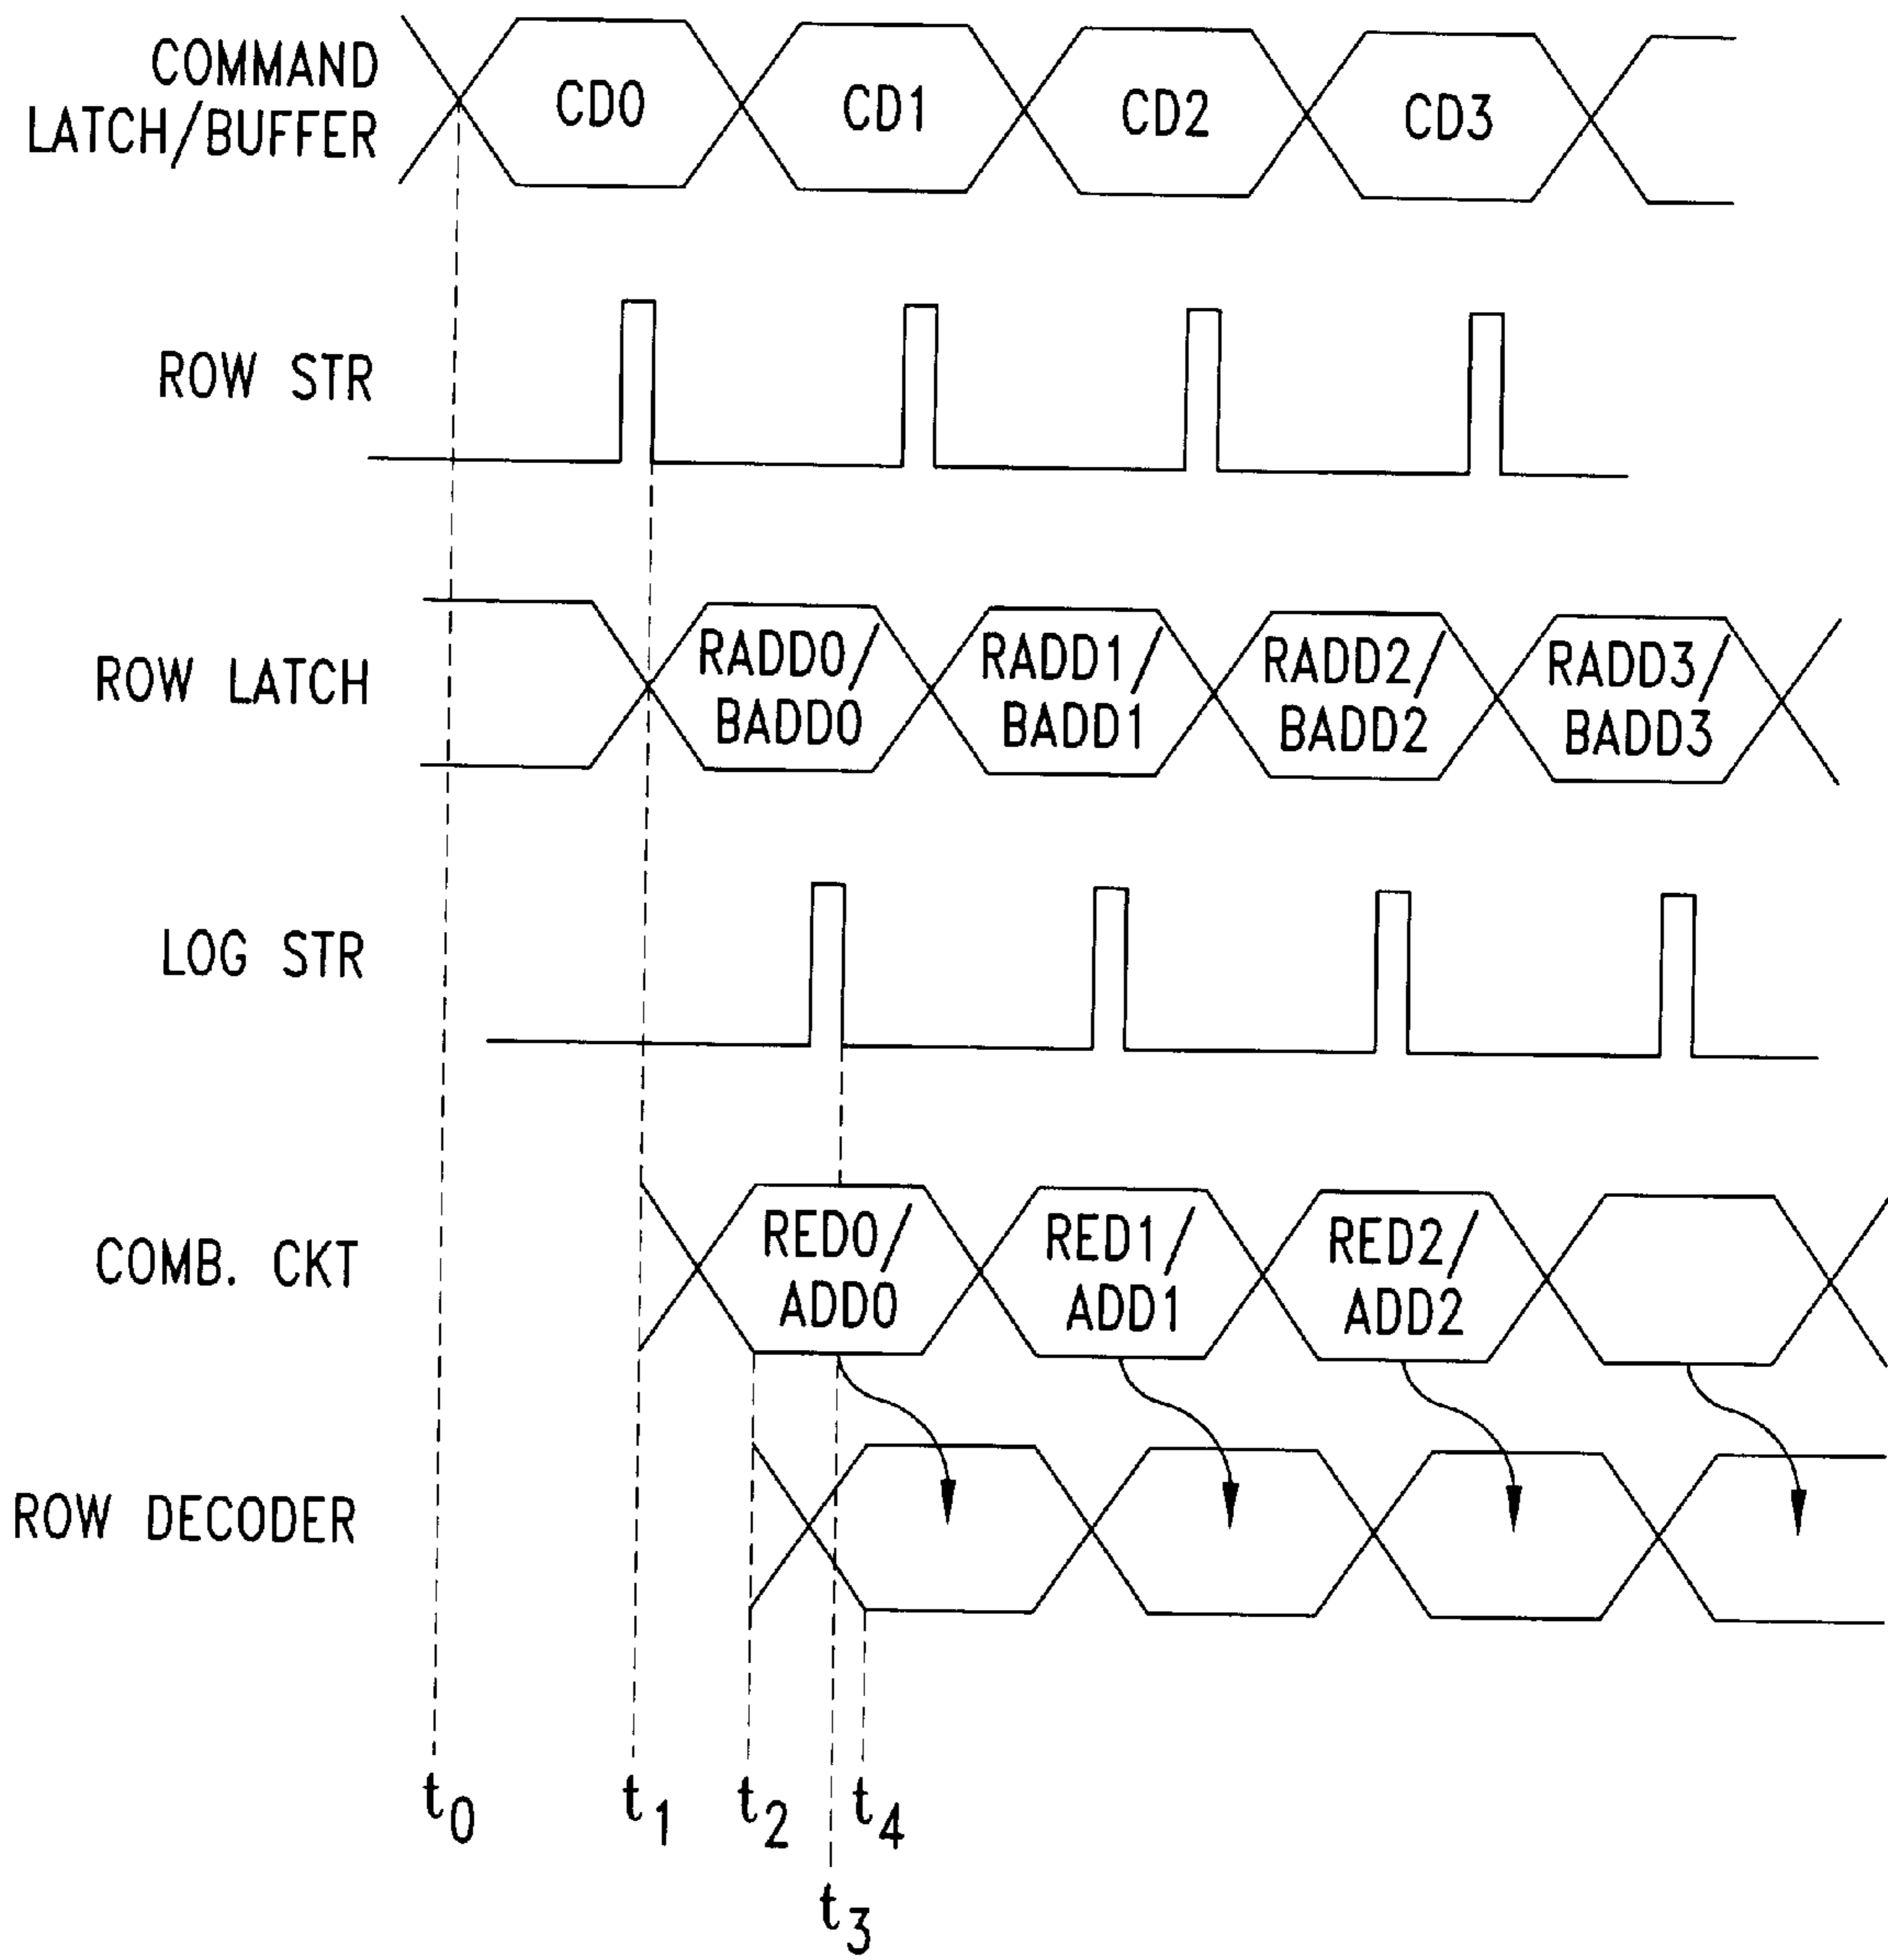 COMMAND
LATCH/BUFFER
CD0 CD1 CD2 CD3
ROW STR
ROW LATCH
RADD0/ RADD1/ RADD2/ RADD3/
BADD0 BADD1 BADD2 BADD3
LOG STR
COMB. CKT
RED0/ RED1/ RED2/
ADD0 ADD1 ADD2
ROW DECODER
t0 t1 t2 t4
t3